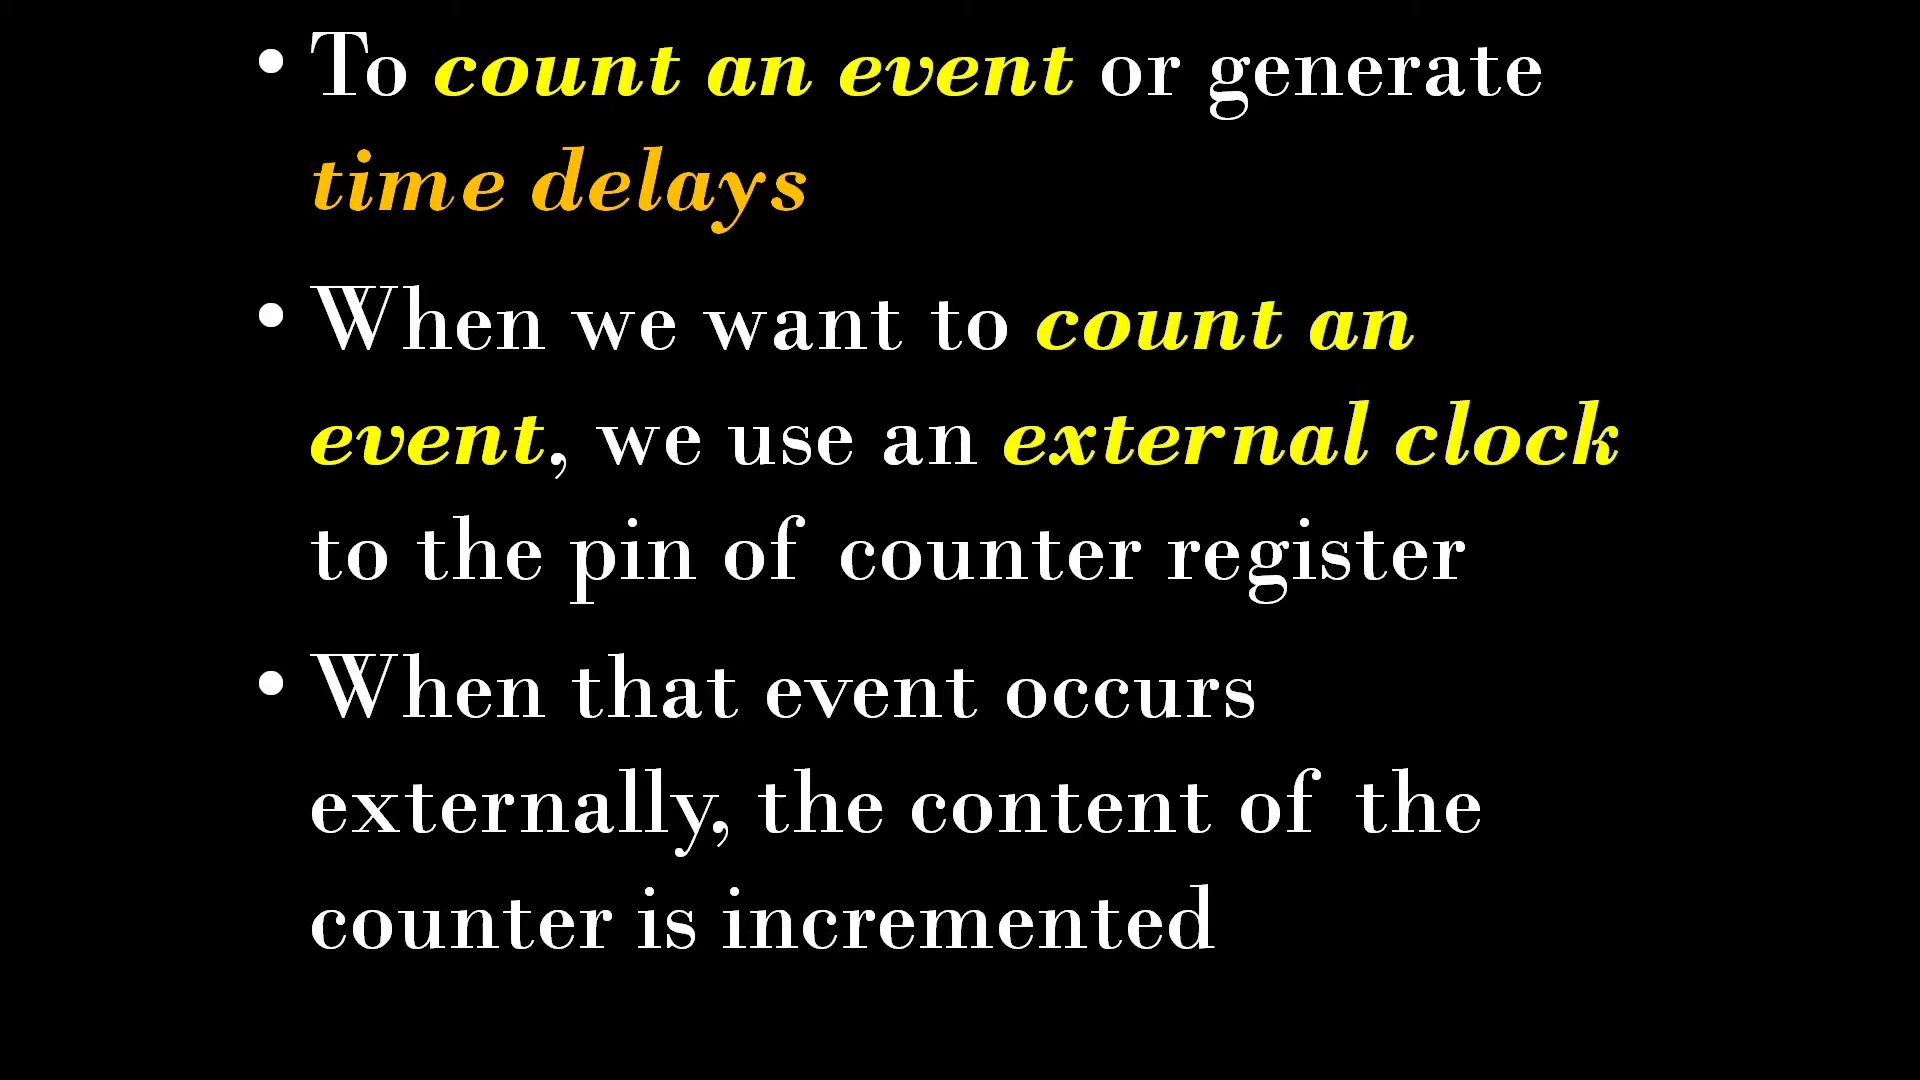 • To count an event or generate
time delays
• When we want to count an
event, we use an external clock
to the pin of counter register
• When that event occurs
externally, the content of the
counter is incremented